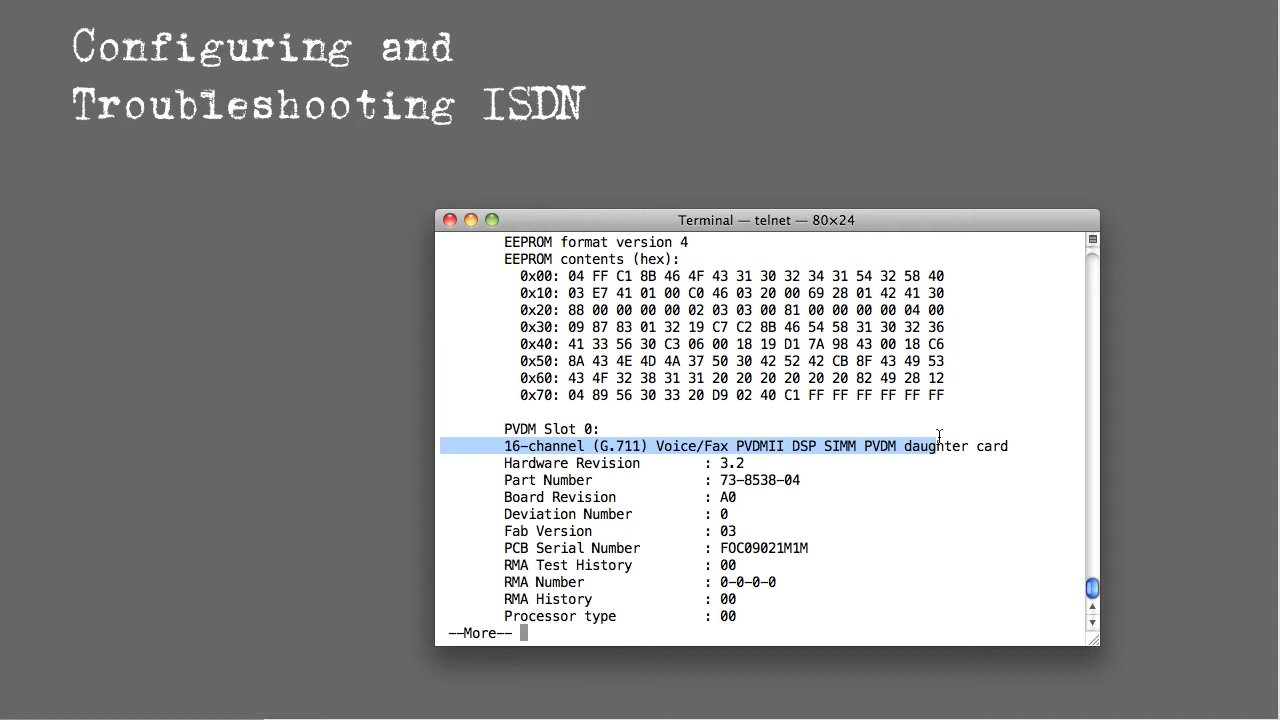 Configuring and
Troubleshooting ISDN
Terminal — telnet — 80×24
EEPROM format version 4
EEPROM contents (hex):
0x00: 04 FF C1 8B 46 4F 43 31 30 32 34 31 54 32 58 40
0x10: 03 E7 41 01 00 C0 46 03 20 00 69 28 01 42 41 30
0x20: 88 00 00 00 00 02 03 03 00 81 00 00 00 00 04 00
0x30: 09 87 83 01 32 19 C7 C2 8B 46 54 58 31 30 32 36
0x40: 41 33 56 30 C3 06 00 18 19 D1 7A 98 43 00 18 C6
0x50: 8A 43 4E 4D 4A 37 50 30 42 52 42 CB 8F 43 49 53
0x60: 43 4F 32 38 31 31 20 20 20 20 20 20 82 49 28 12
0x70: 04 89 56 30 33 20 D9 02 40 C1 FF FF FF FF FF FF
PVDM Slot 0:
16-channel (G.711) Voice/Fax PVDMII DSP SIMM PVDM daughter card
Hardware Revision : 3.2
Part Number : 73-8538-04
Board Revision : A0
Deviation Number : 0
Fab Version : 03
PCB Serial Number : FOC09021M1M
RMA Test History : 00
RMA Number : 0-0-0-0
RMA History : 00
Processor type : 00
--More--